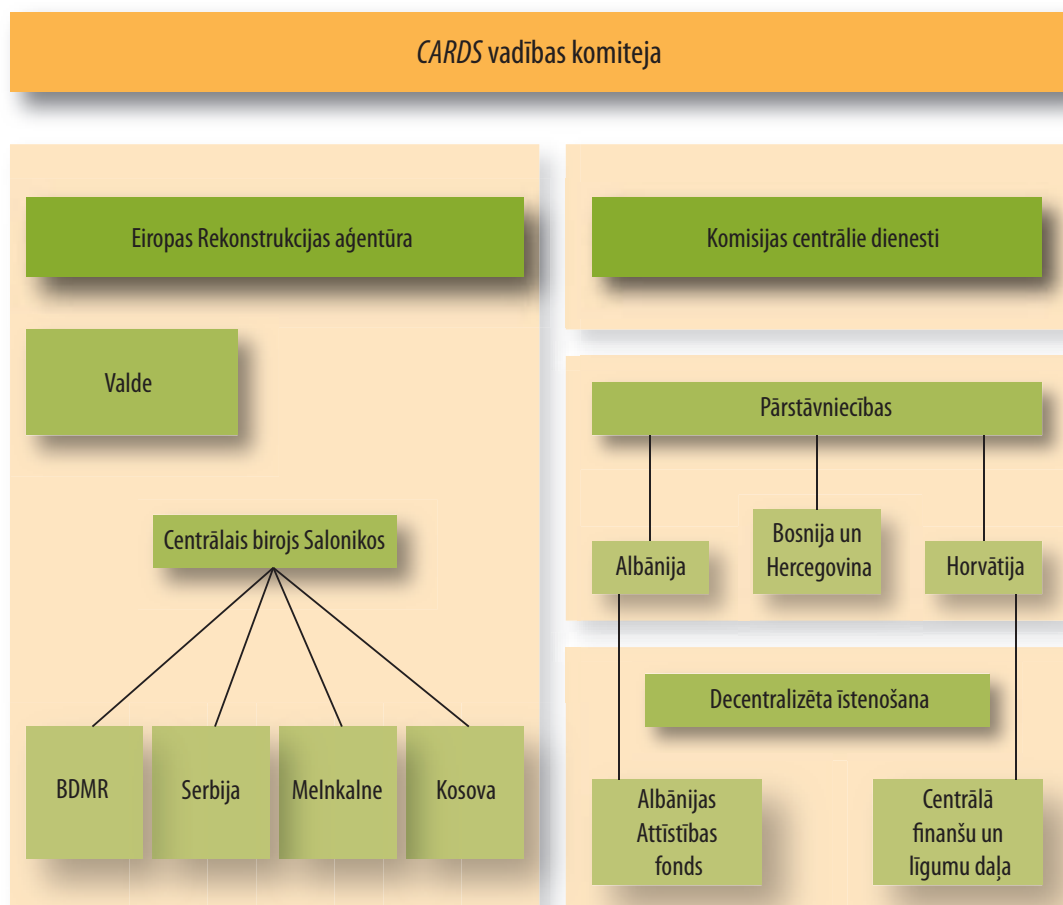 CARDS vadības komiteja
Eiropas Rekonstrukcijas aģentūra
Valde
Centrālais birojs Salonikos
BDMR
Serbija
Melnkalne
Kosova
Komisijas centrālie dienesti
Pārstāvniecības
Albānija
Bosnija un
Hercegovina
Horvātija
Decentralizēta īstenošana
Albānijas
Attīstības
fonds
Centrālā
finanšu un
līgumu daļa